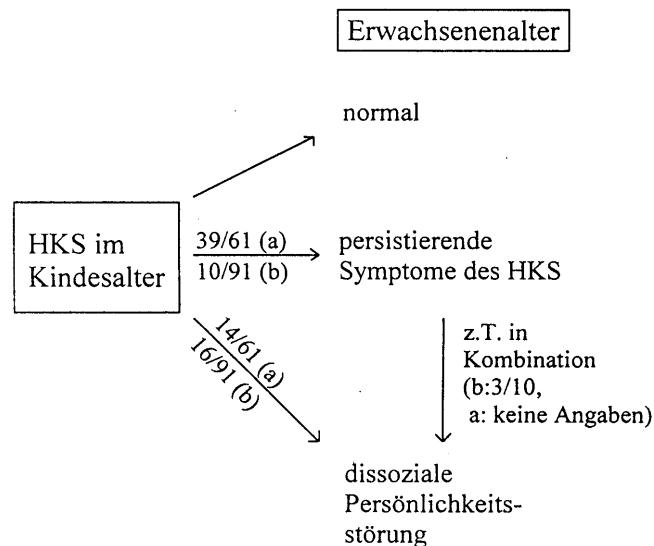 Erwachsenenalter
normal
HKS im
Kindesalter
39/61 (a)
10/91 (b)
persistierende
Symptome des HKS
14/61 (a)
16/91 (b)
z.T. in
Kombination
(b:3/10,
a: keine Angaben)
dissoziale
Persönlichkeits-
störung